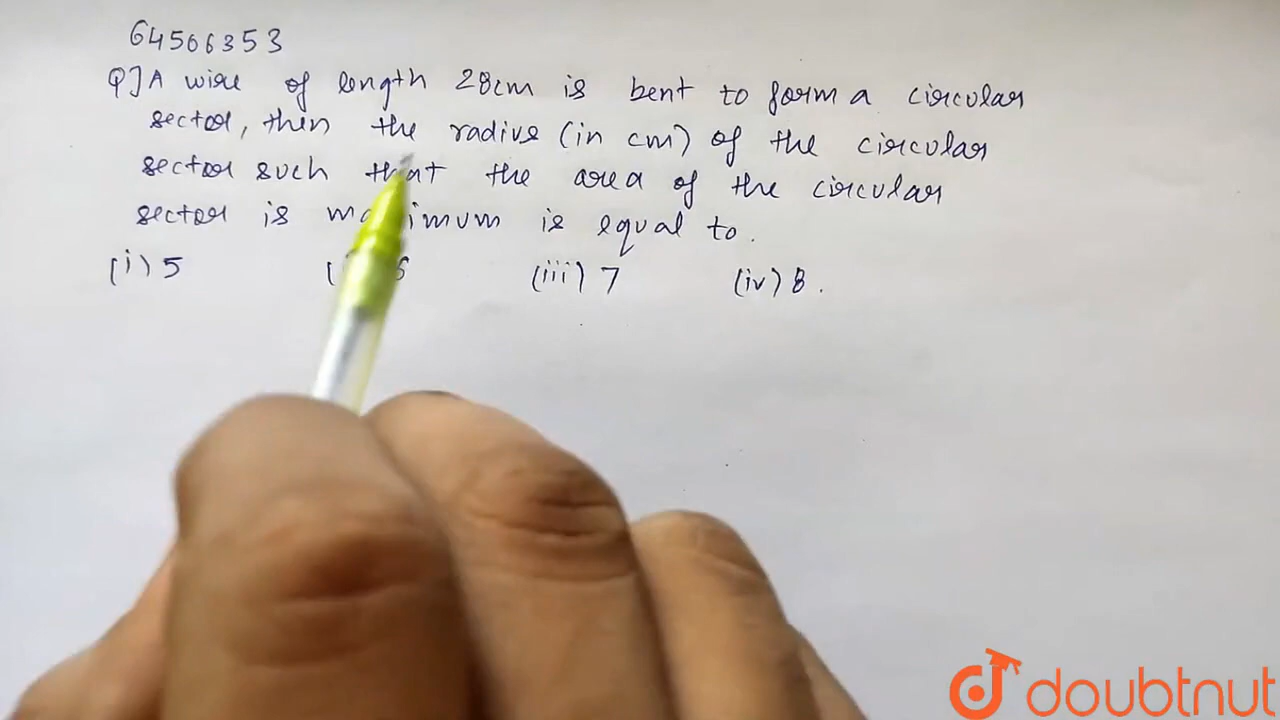 64506353
Q] A wire of length 28cm is bent to form a circular
sector, then the radius (in cm) of the circular
sector such that the area of the circular
sector is maximum is equal to.
(i) 5 (iii) 7 (iv) 8.
doubtnut